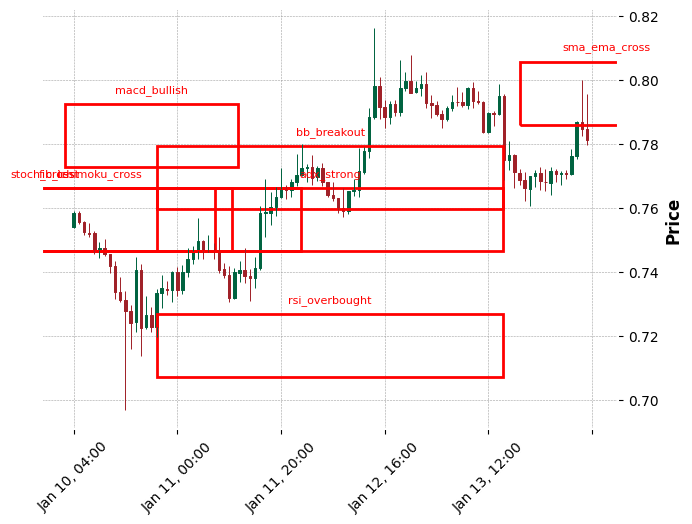 0.82
sma_ema_cross
0.80
macd_bullish
0.78
bb_breakout
ichimoku_cross
adx_strong
0.76
Price
0.74
rsi_overbought
0.72
0.70
Jan 10, 04:00
Jan 11, 00:00
Jan 11, 20:00
Jan 12, 16:00
Jan 13, 12:00